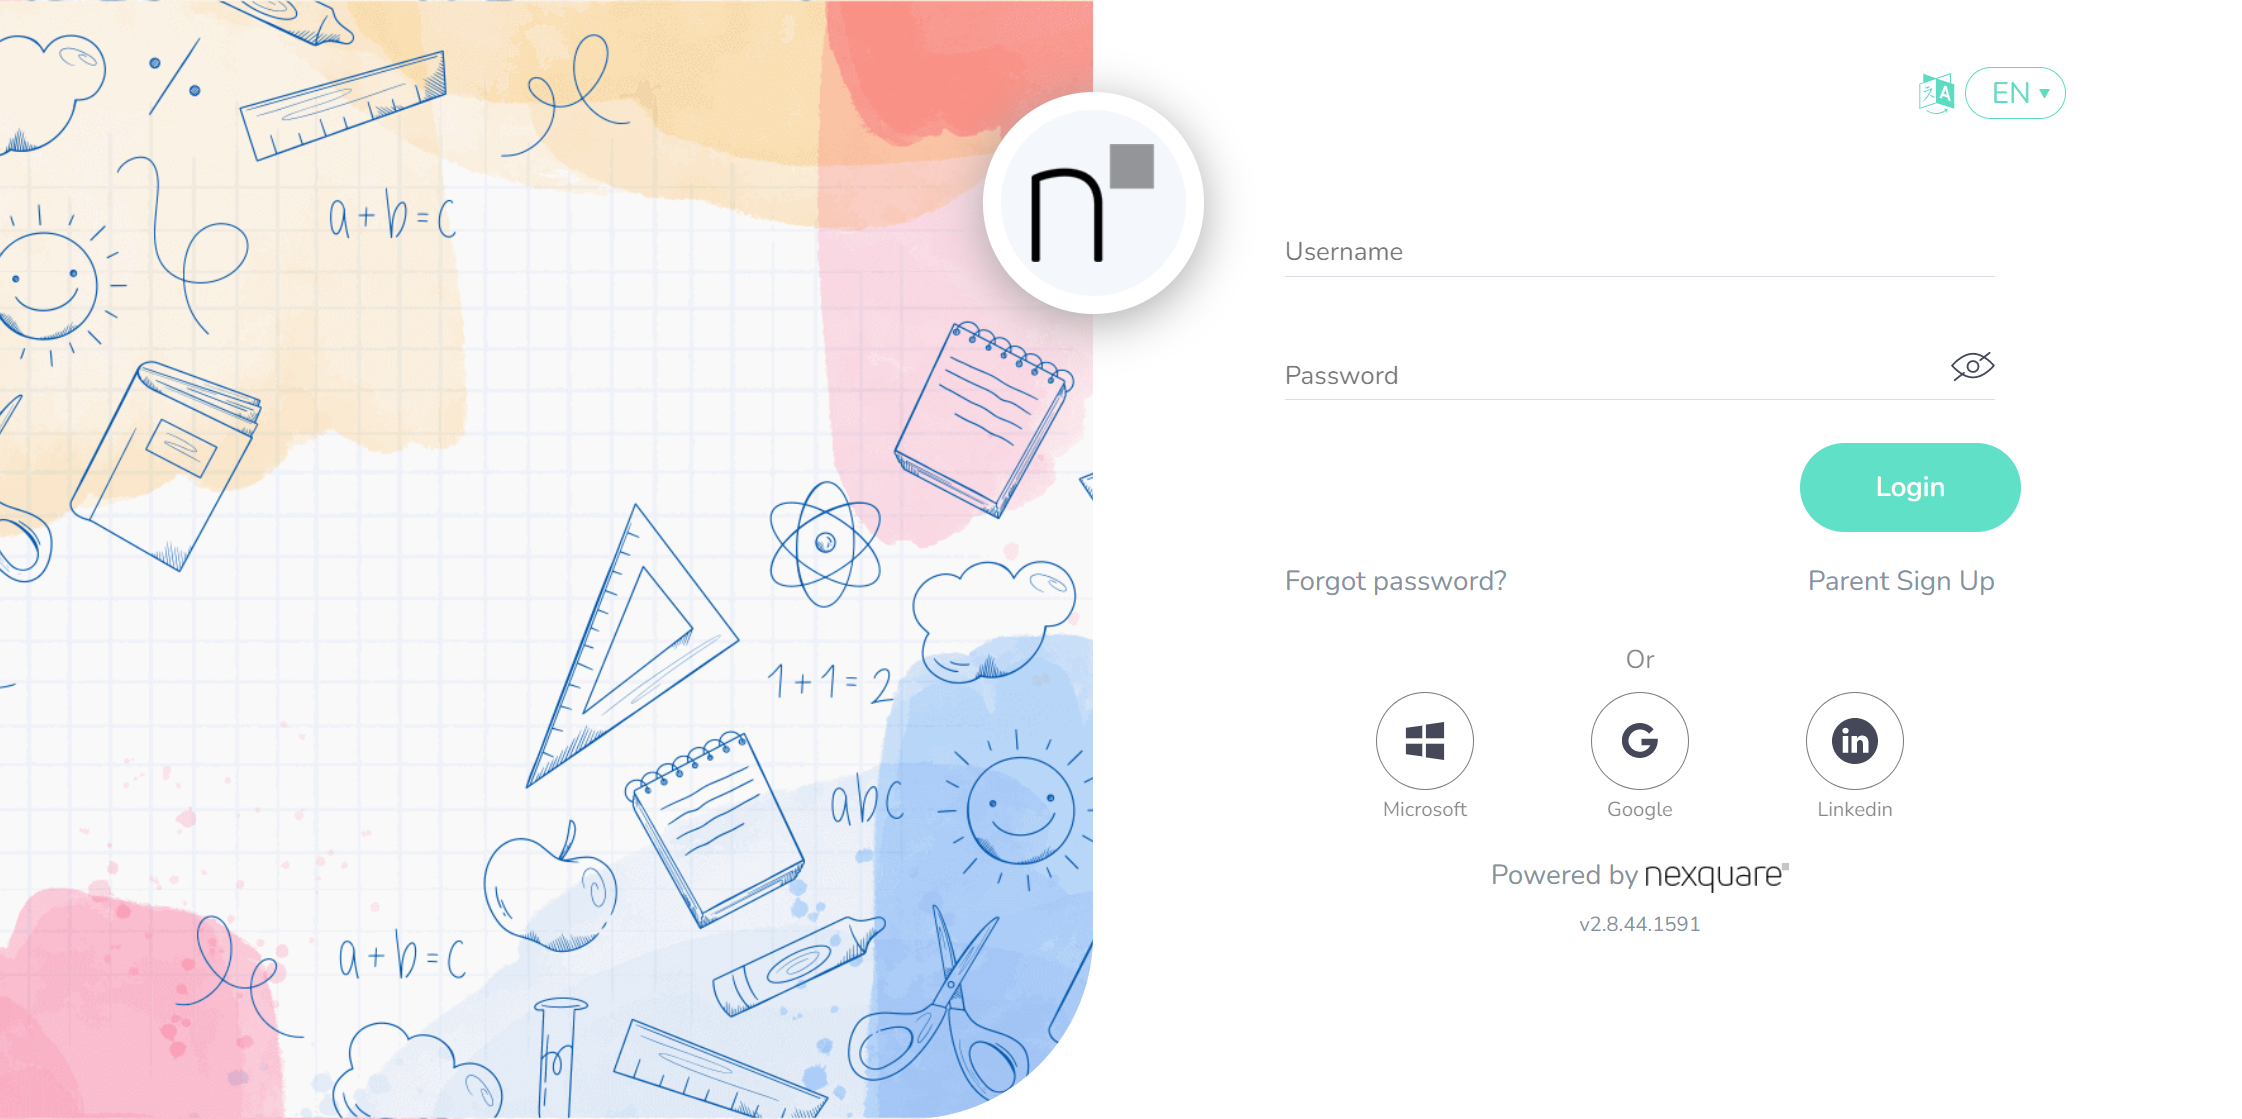 a+b=c
1+1=2
abc
a+b=c
n
EN
Username
Password
Login
Forgot password?
Parent Sign Up
Or
Microsoft
Google
Linkedin
Powered by nexquare
v2.8.44.1591